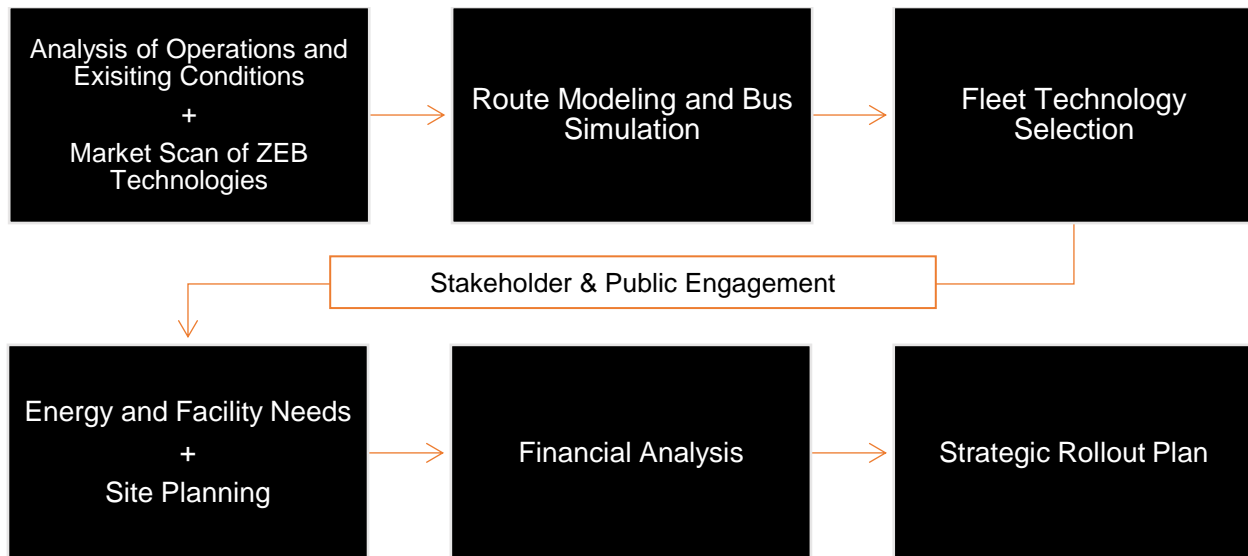 Analysis of Operations and
Exisiting Conditions
+
Market Scan of ZEB
Technologies
Route Modeling and Bus
Simulation
Fleet Technology
Selection
Stakeholder & Public Engagement
Energy and Facility Needs
+
Site Planning
Financial Analysis
Strategic Rollout Plan